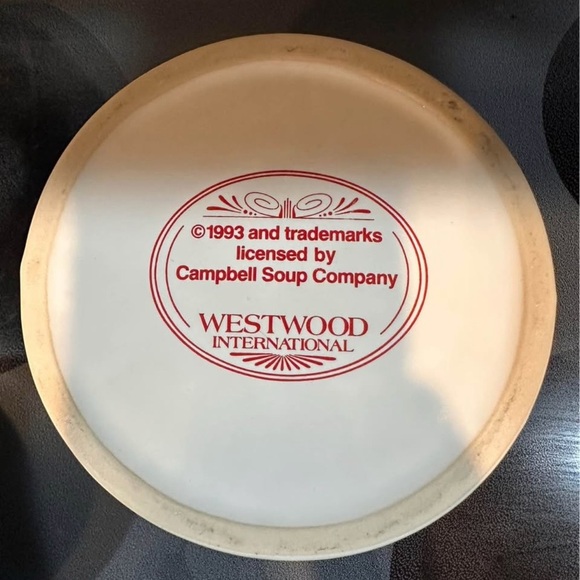 ©1993 and trademarks
licensed by
Campbell Soup Company
WESTWOOD
INTERNATIONAL